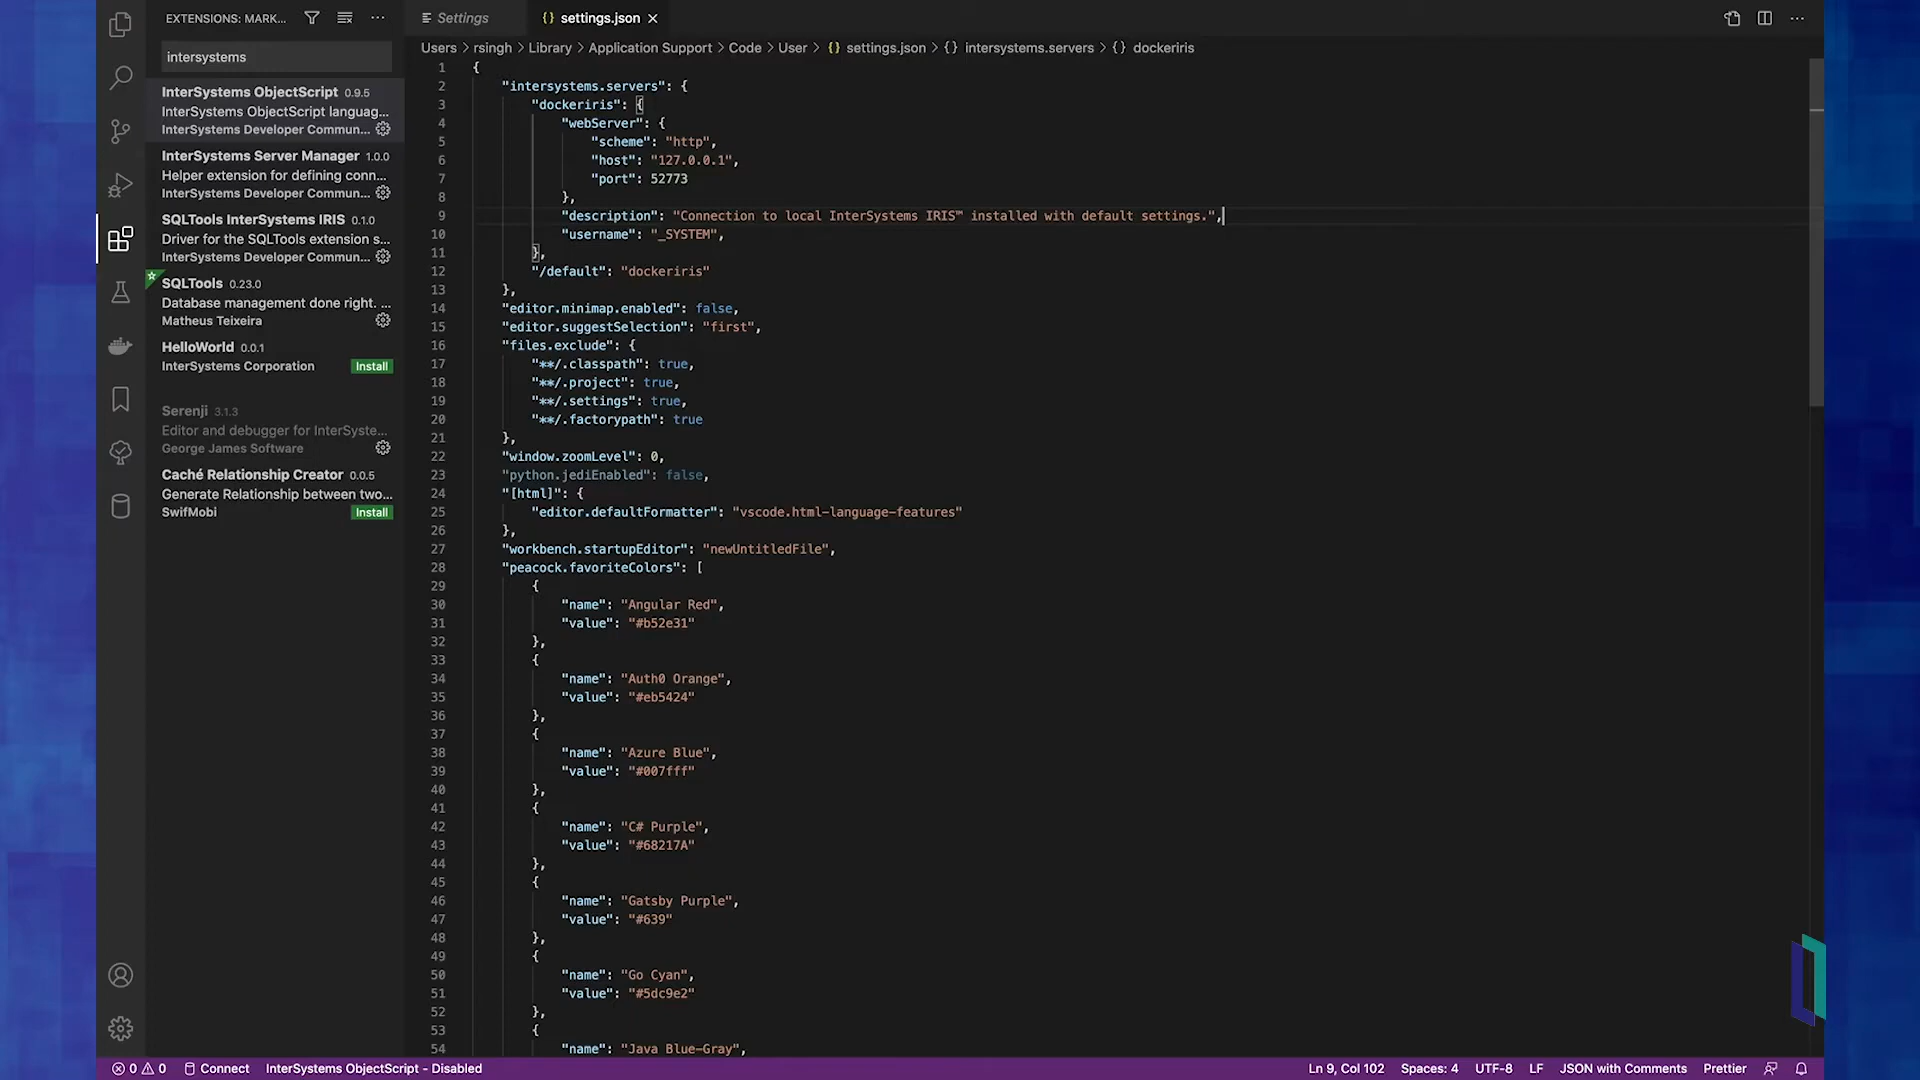 EXTENSIONS: MARK...
intersystems
InterSystems ObjectScript 0.9.5
InterSystems ObjectScript languag...
InterSystems Developer Commun...
InterSystems Server Manager 1.0.0
Helper extension for defining conn...
InterSystems Developer Commun...
SQLTools InterSystems IRIS 0.1.0
Driver for the SQLTools extension s...
InterSystems Developer Commun...
SQLTools 0.23.0
Database management done right. ...
Matheus Teixeira
HelloWorld 0.0.1
InterSystems Corporation Install
Serenji 3.1.3
Editor and debugger for InterSyste...
George James Software
Caché Relationship Creator 0.0.5
Generate Relationship between two...
SwifMobi Install
Settings {} settings.json
Users > rsingh > Library > Application Support > Code > User > {} settings.json > {} intersystems.servers > {} dockeriris
1 {
2 "intersystems.servers": {
3 "dockeriris": {
4 "webServer": {
5 "scheme": "http",
6 "host": "127.0.0.1",
7 "port": 52773
8 },
9 "description": "Connection to local InterSystems IRIS™ installed with default settings.",
10 "username": "_SYSTEM",
11 },
12 "/default": "dockeriris"
13 },
14 "editor.minimap.enabled": false,
15 "editor.suggestSelection": "first",
16 "files.exclude": {
17 "**/.classpath": true,
18 "**/.project": true,
19 "**/.settings": true,
20 "**/.factorypath": true
21 },
22 "window.zoomLevel": 0,
23 "python.jediEnabled": false,
24 "[html]": {
25 "editor.defaultFormatter": "vscode.html-language-features"
26 },
27 "workbench.startupEditor": "newUntitledFile",
28 "peacock.favoriteColors": [
29 {
30 "name": "Angular Red",
31 "value": "#b52e31"
32 },
33 {
34 "name": "Auth0 Orange",
35 "value": "#eb5424"
36 },
37 {
38 "name": "Azure Blue",
39 "value": "#007fff"
40 },
41 {
42 "name": "C# Purple",
43 "value": "#68217A"
44 },
45 {
46 "name": "Gatsby Purple",
47 "value": "#639"
48 },
49 {
50 "name": "Go Cyan",
51 "value": "#5dc9e2"
52 },
53 {
54 "name": "Java Blue-Gray",
0 0 Connect InterSystems ObjectScript - Disabled Ln 9, Col 102 Spaces: 4 UTF-8 LF JSON with Comments Prettier